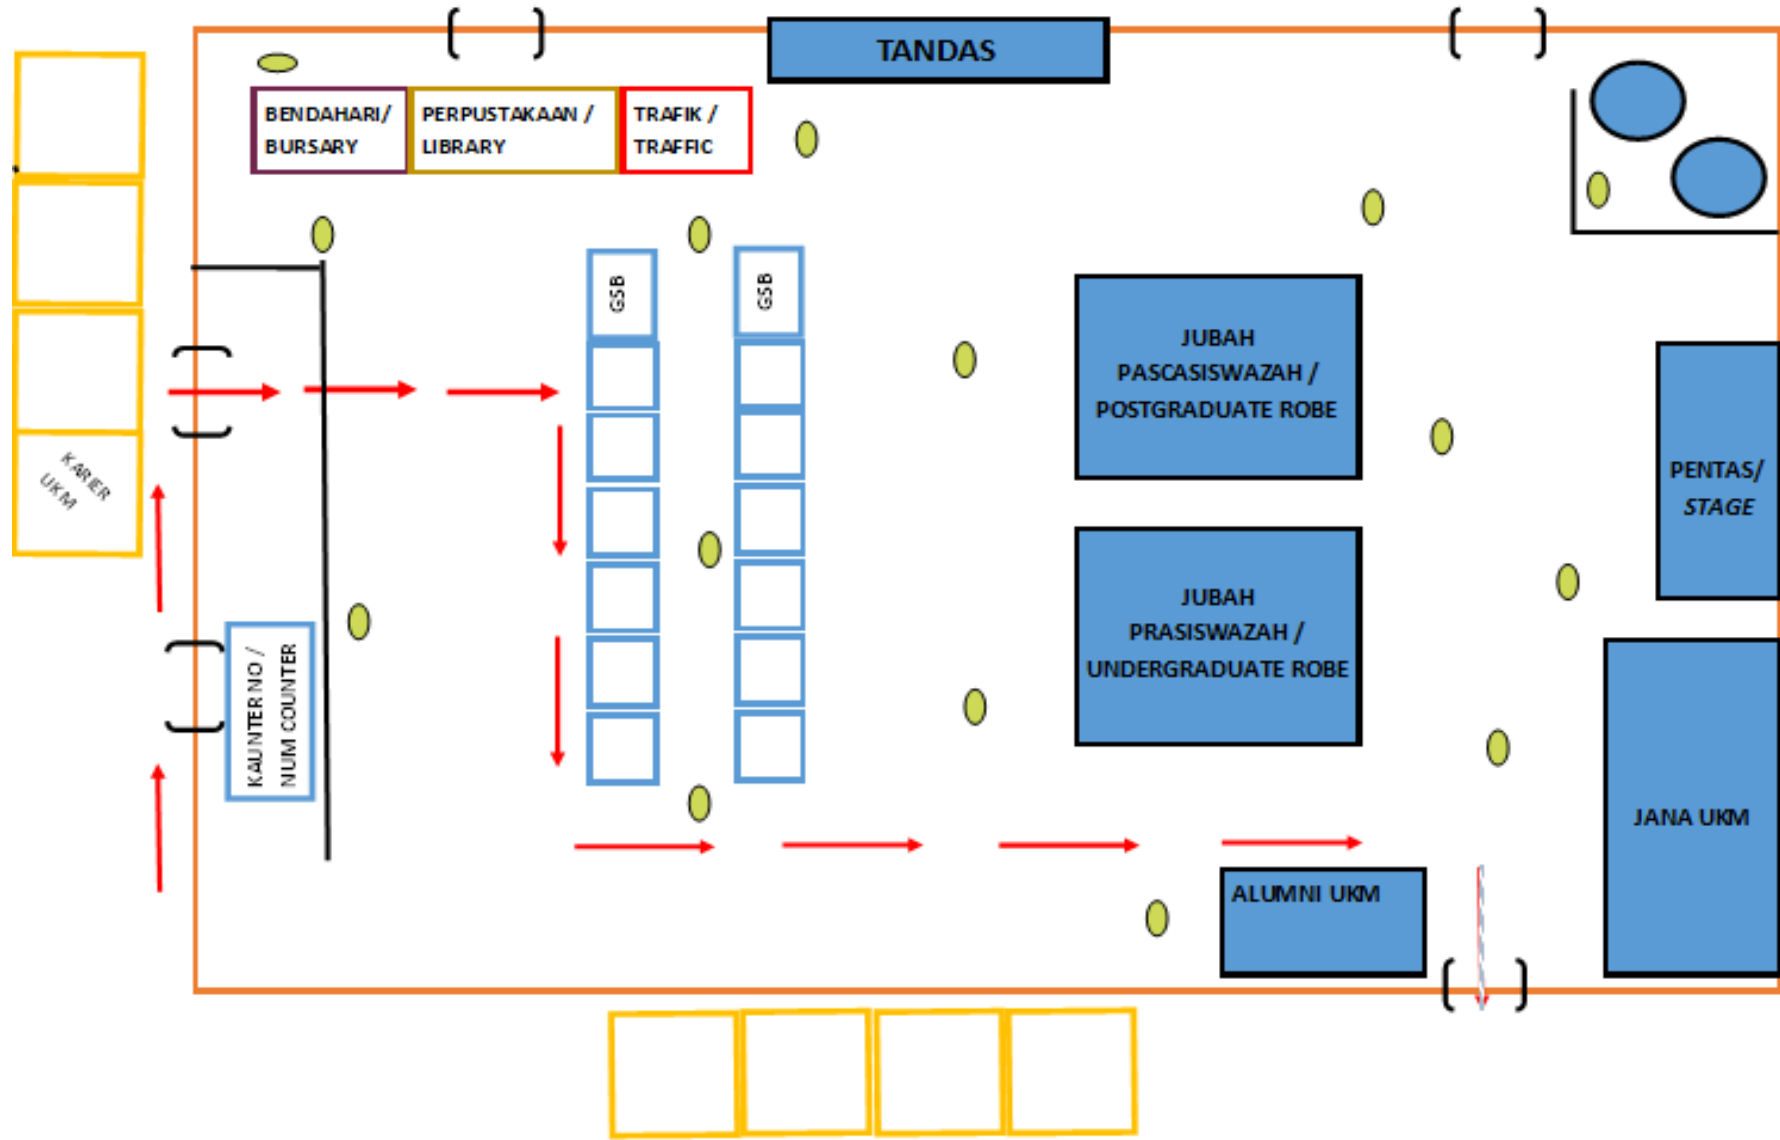 TANDAS
BENDAHARI/
BURSARY
PERPUSTAKAAN /
LIBRARY
TRAFIK /
TRAFFIC
GSB
GSB
JUBAH
PASCASISWAZAH /
POSTGRADUATE ROBE
KARIER
UKM
PENTAS/
STAGE
JUBAH
PRASISWAZAH /
UNDERGRADUATE ROBE
KAUNTER NO /
NUM COUNTER
JANA UKM
ALUMNI UKM